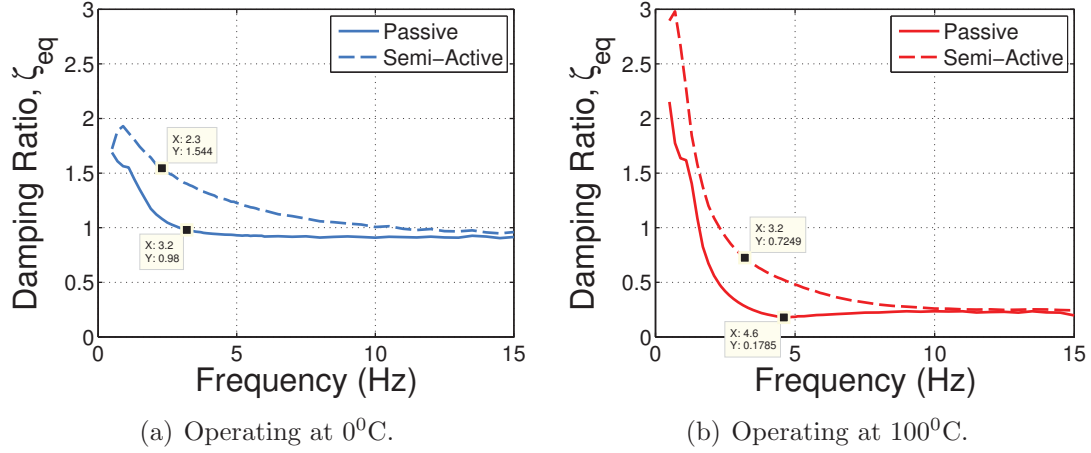 3
2.5
2
1.5
1
0.5
0
Damping Ratio, ζeq
Passive
Semi−Active
X: 2.3
Y: 1.544
X: 3.2
Y: 0.98
0 5 10 15
Frequency (Hz)
(a) Operating at 0⁰C.
3
2.5
2
1.5
1
0.5
0
Damping Ratio, ζeq
Passive
Semi−Active
X: 3.2
Y: 0.7249
X: 4.6
Y: 0.1785
0 5 10 15
Frequency (Hz)
(b) Operating at 100⁰C.